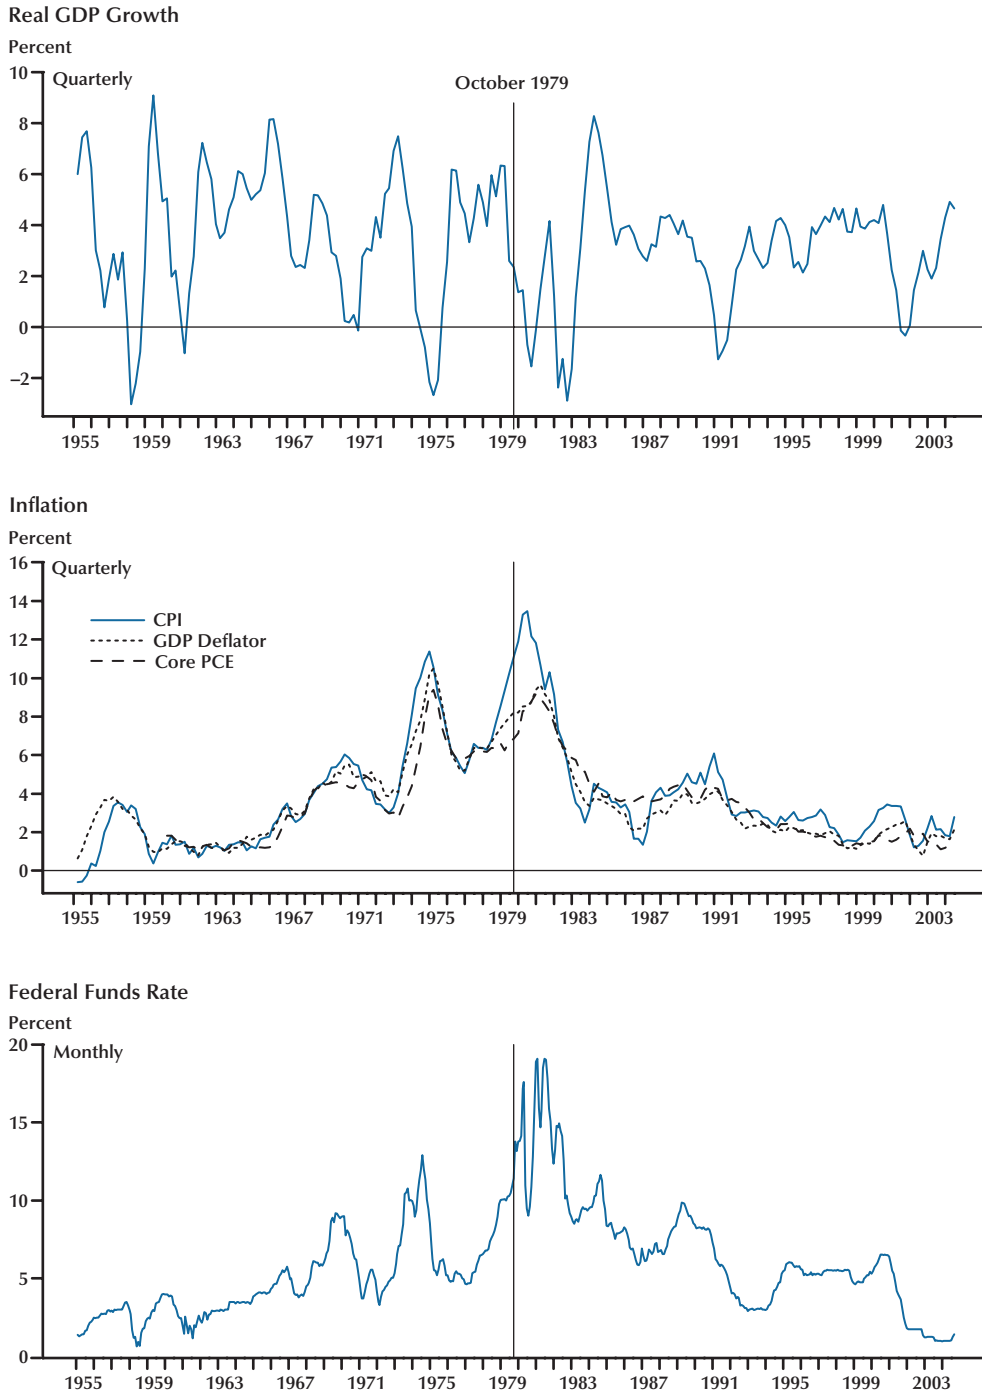 Real GDP Growth
Percent
10
Quarterly
October 1979
8
6
4
2
0
–2
1955 1959 1963 1967 1971 1975 1979 1983 1987 1991 1995 1999 2003
Inflation
Percent
16
Quarterly
14
12
10
8
6
4
2
0
CPI
GDP Deflator
Core PCE
1955 1959 1963 1967 1971 1975 1979 1983 1987 1991 1995 1999 2003
Federal Funds Rate
Percent
20
Monthly
15
10
5
0
1955 1959 1963 1967 1971 1975 1979 1983 1987 1991 1995 1999 2003